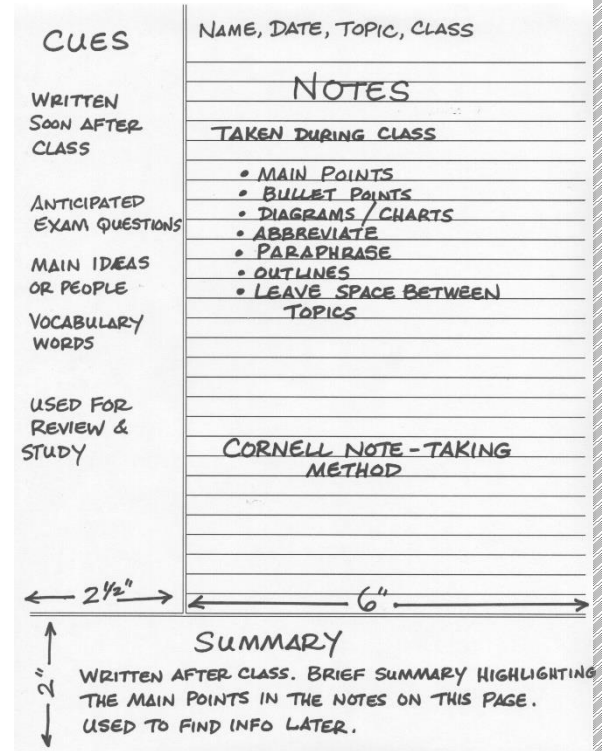 CUES
WRITTEN
SOON AFTER
CLASS
ANTICIPATED
EXAM QUESTIONS
MAIN IDEAS
OR PEOPLE
VOCABULARY
WORDS
USED FOR
REVIEW &
STUDY
2½"
NAME, DATE, TOPIC, CLASS
NOTES
TAKEN DURING CLASS
• MAIN POINTS
• BULLET POINTS
• DIAGRAMS / CHARTS
• ABBREVIATE
• PARAPHRASE
• OUTLINES
• LEAVE SPACE BETWEEN
TOPICS
CORNELL NOTE-TAKING
METHOD
6"
2"
SUMMARY
WRITTEN AFTER CLASS. BRIEF SUMMARY HIGHLIGHTING
THE MAIN POINTS IN THE NOTES ON THIS PAGE.
USED TO FIND INFO LATER.